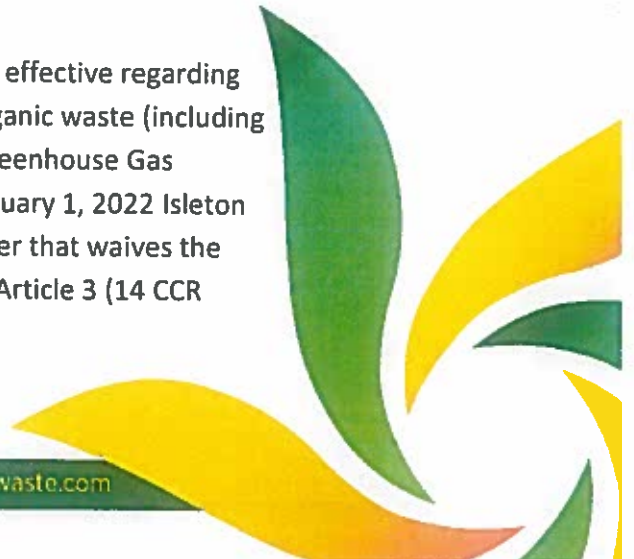 effective regarding
ganic waste (including
eenhouse Gas
uary 1, 2022 Isleton
er that waives the
Article 3 (14 CCR
waste.com